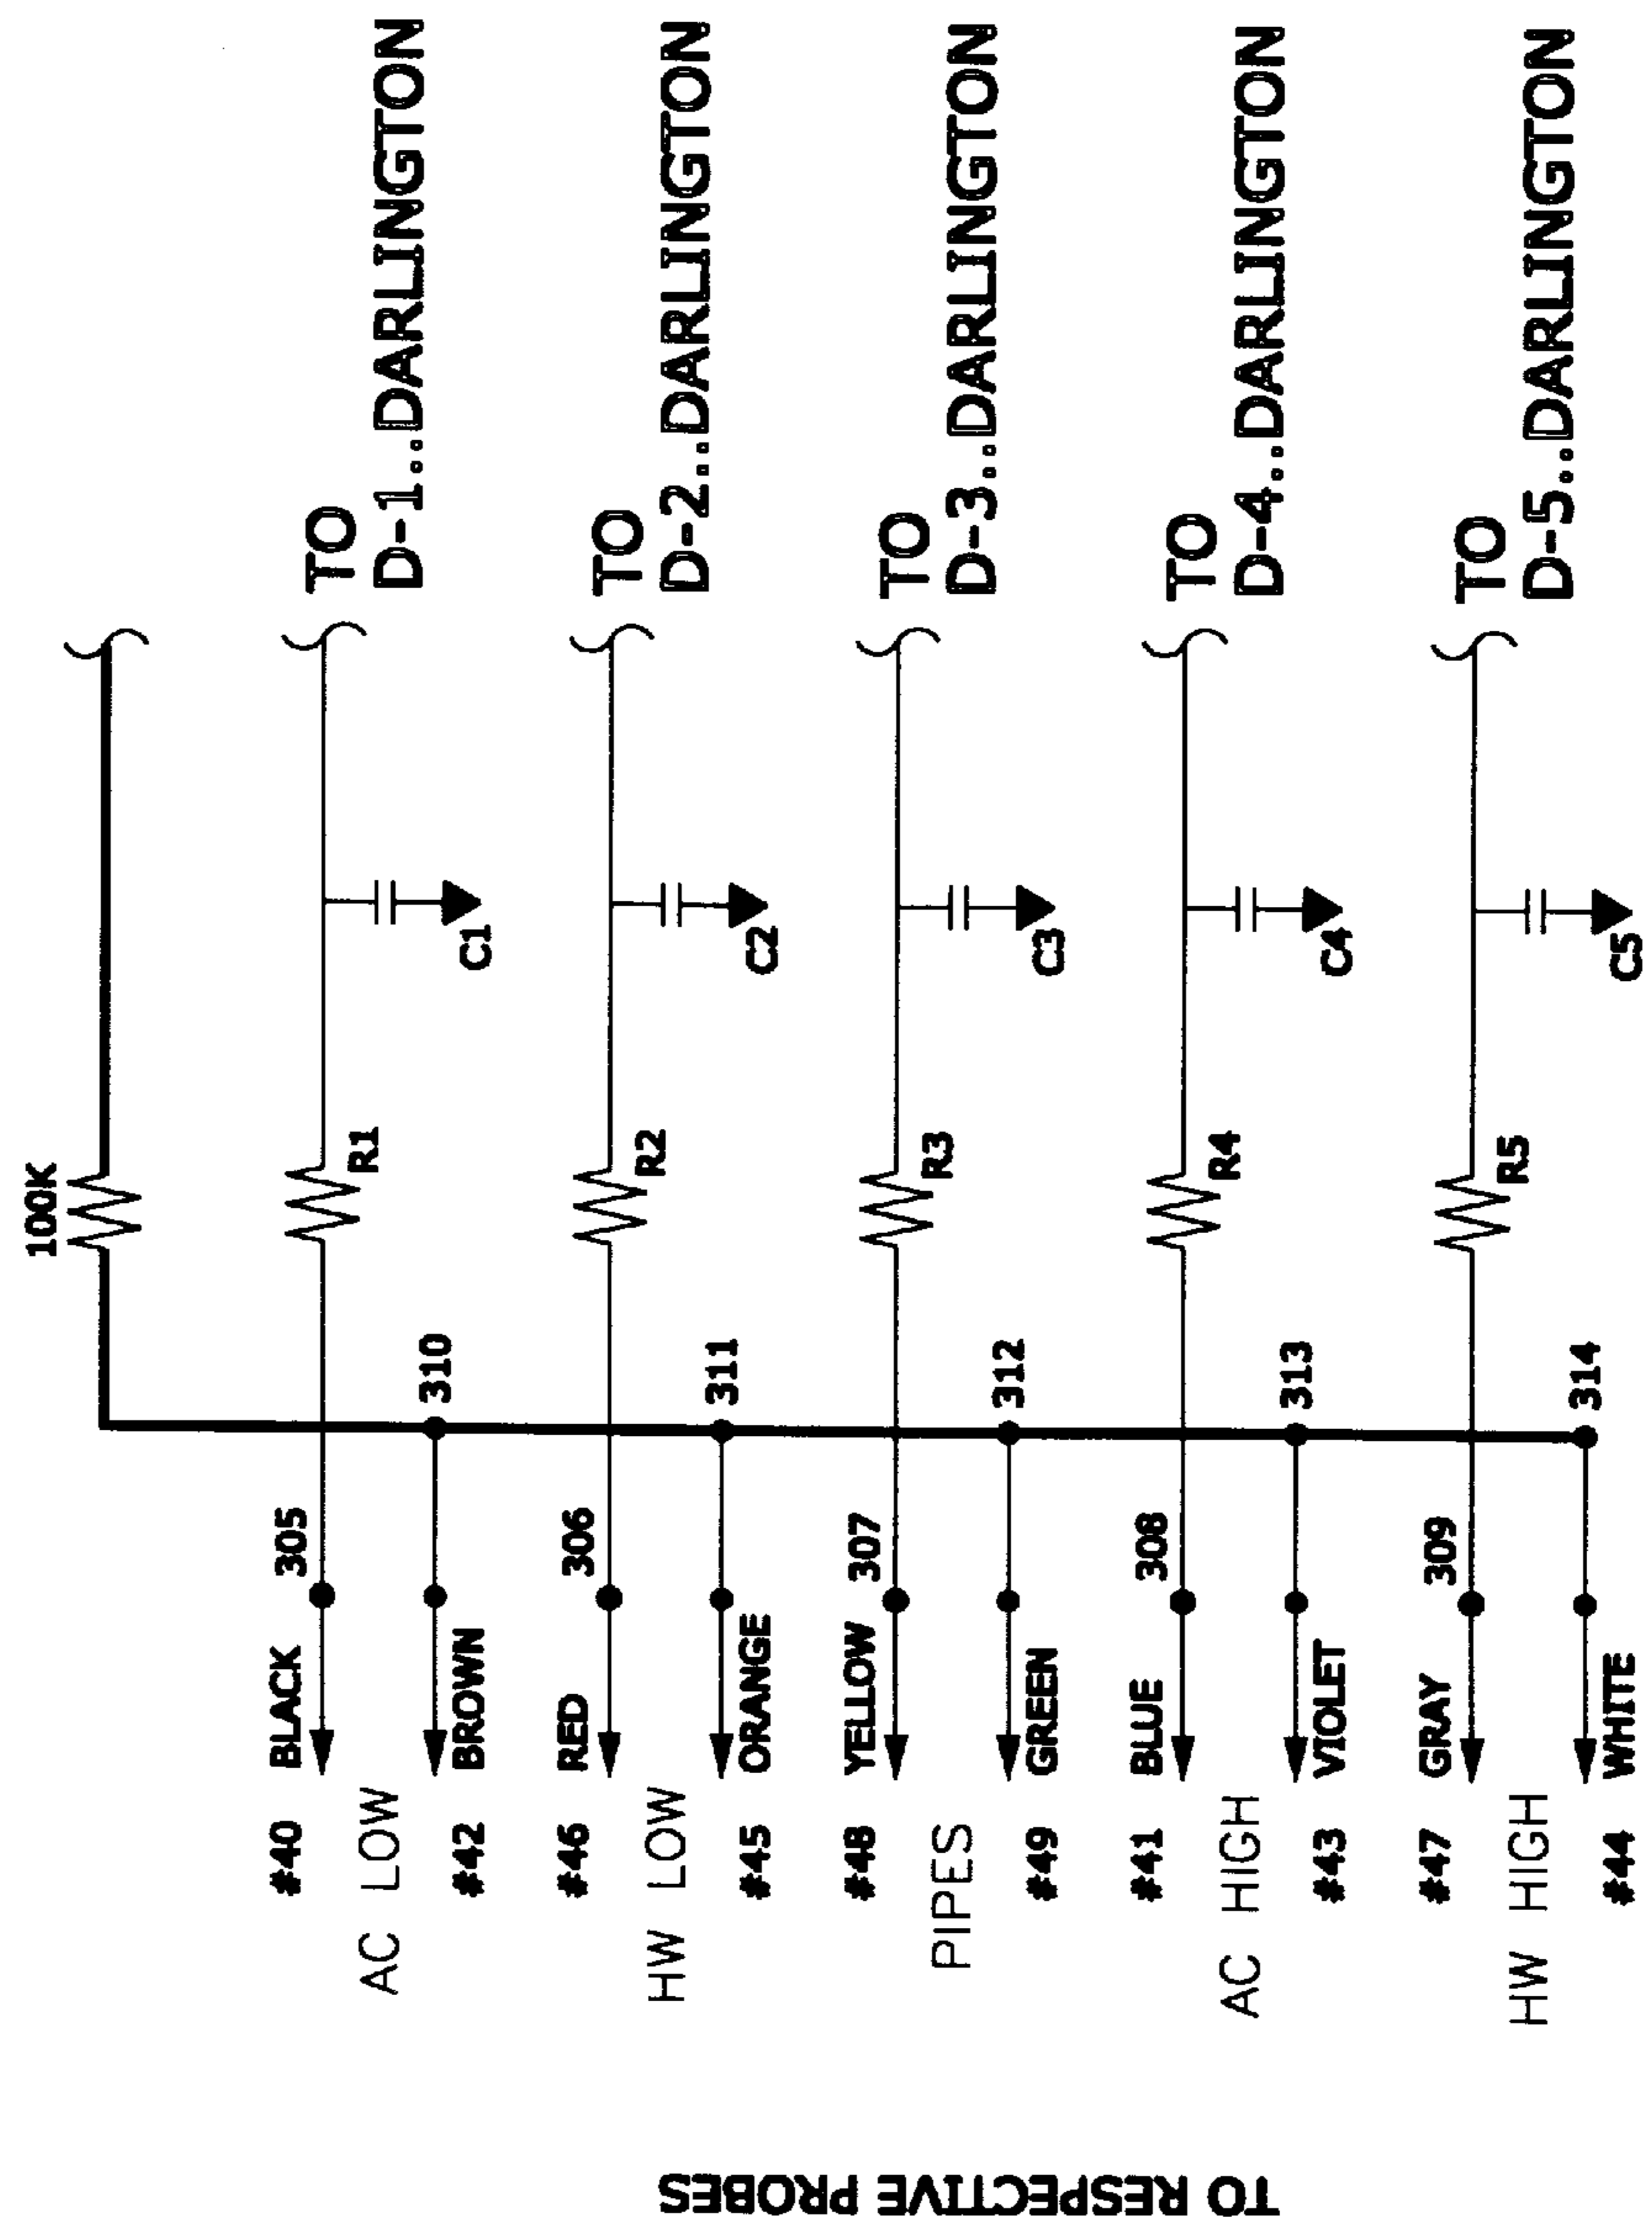 100K
#40 BLACK 305 R1 TO
AC LOW D-1..DARLINGTON
#42 BROWN 310 C1
#46 RED 306 R2 TO
HW LOW D-2..DARLINGTON
#45 ORANGE 311 C2
#48 YELLOW 307 R3 TO
PIPES D-3..DARLINGTON
#49 GREEN 312 C3
#41 BLUE 308 R4 TO
AC HIGH D-4..DARLINGTON
#43 VIOLET 313 C4
#47 GRAY 309 R5 TO
HW HIGH D-5..DARLINGTON
#44 WHITE 314 C5
TO RESPECTIVE PROBES